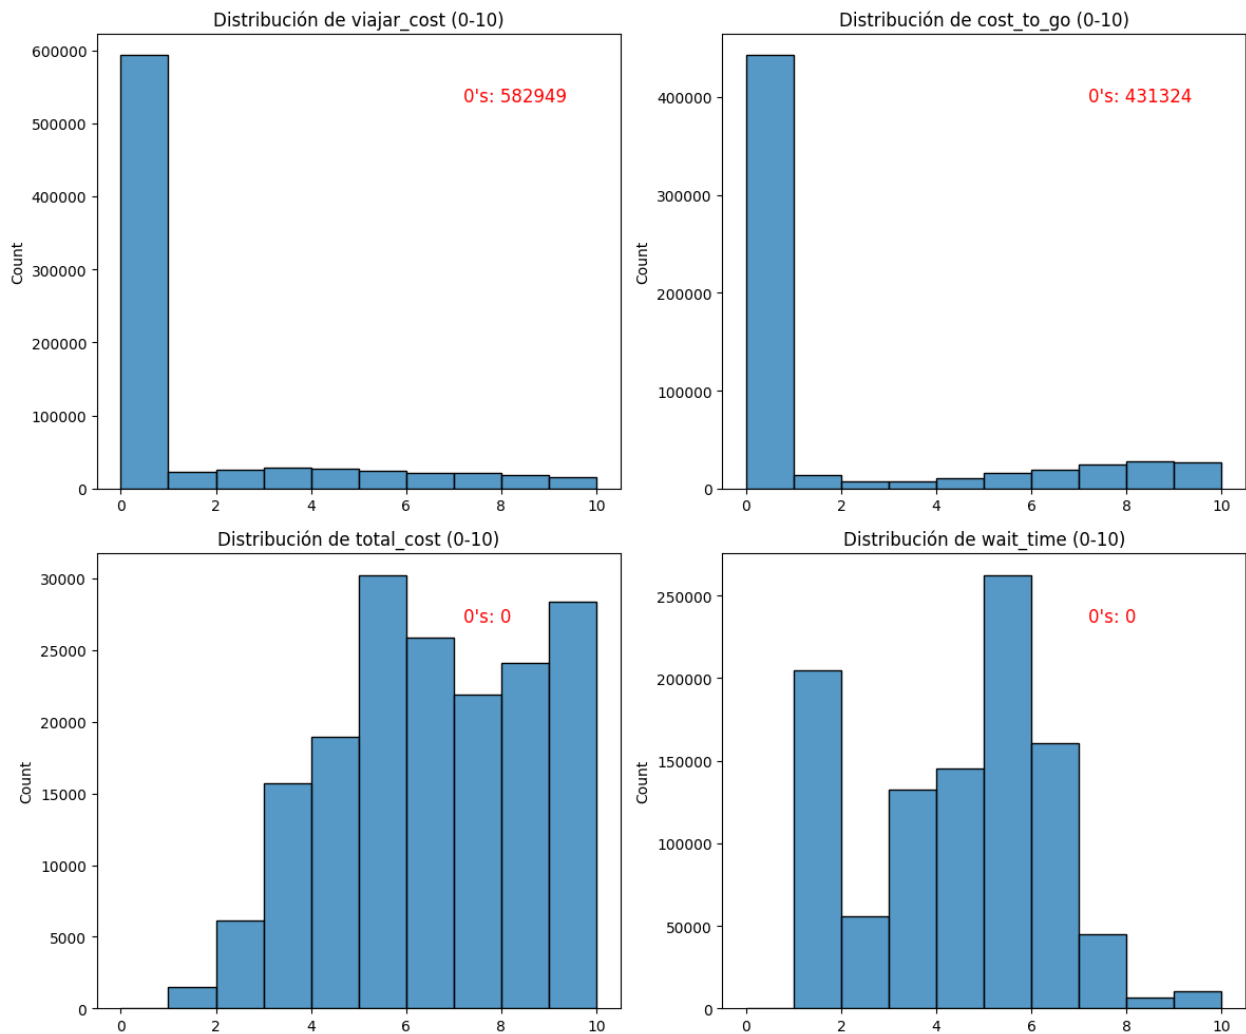 Distribución de viajar_cost (0-10)
600000
500000
400000
300000
200000
100000
0
Count
0's: 582949
0 2 4 6 8 10
Distribución de cost_to_go (0-10)
400000
300000
200000
100000
0
Count
0's: 431324
0 2 4 6 8 10
Distribución de total_cost (0-10)
30000
25000
20000
15000
10000
5000
0
Count
0's: 0
0 2 4 6 8 10
Distribución de wait_time (0-10)
250000
200000
150000
100000
50000
0
Count
0's: 0
0 2 4 6 8 10